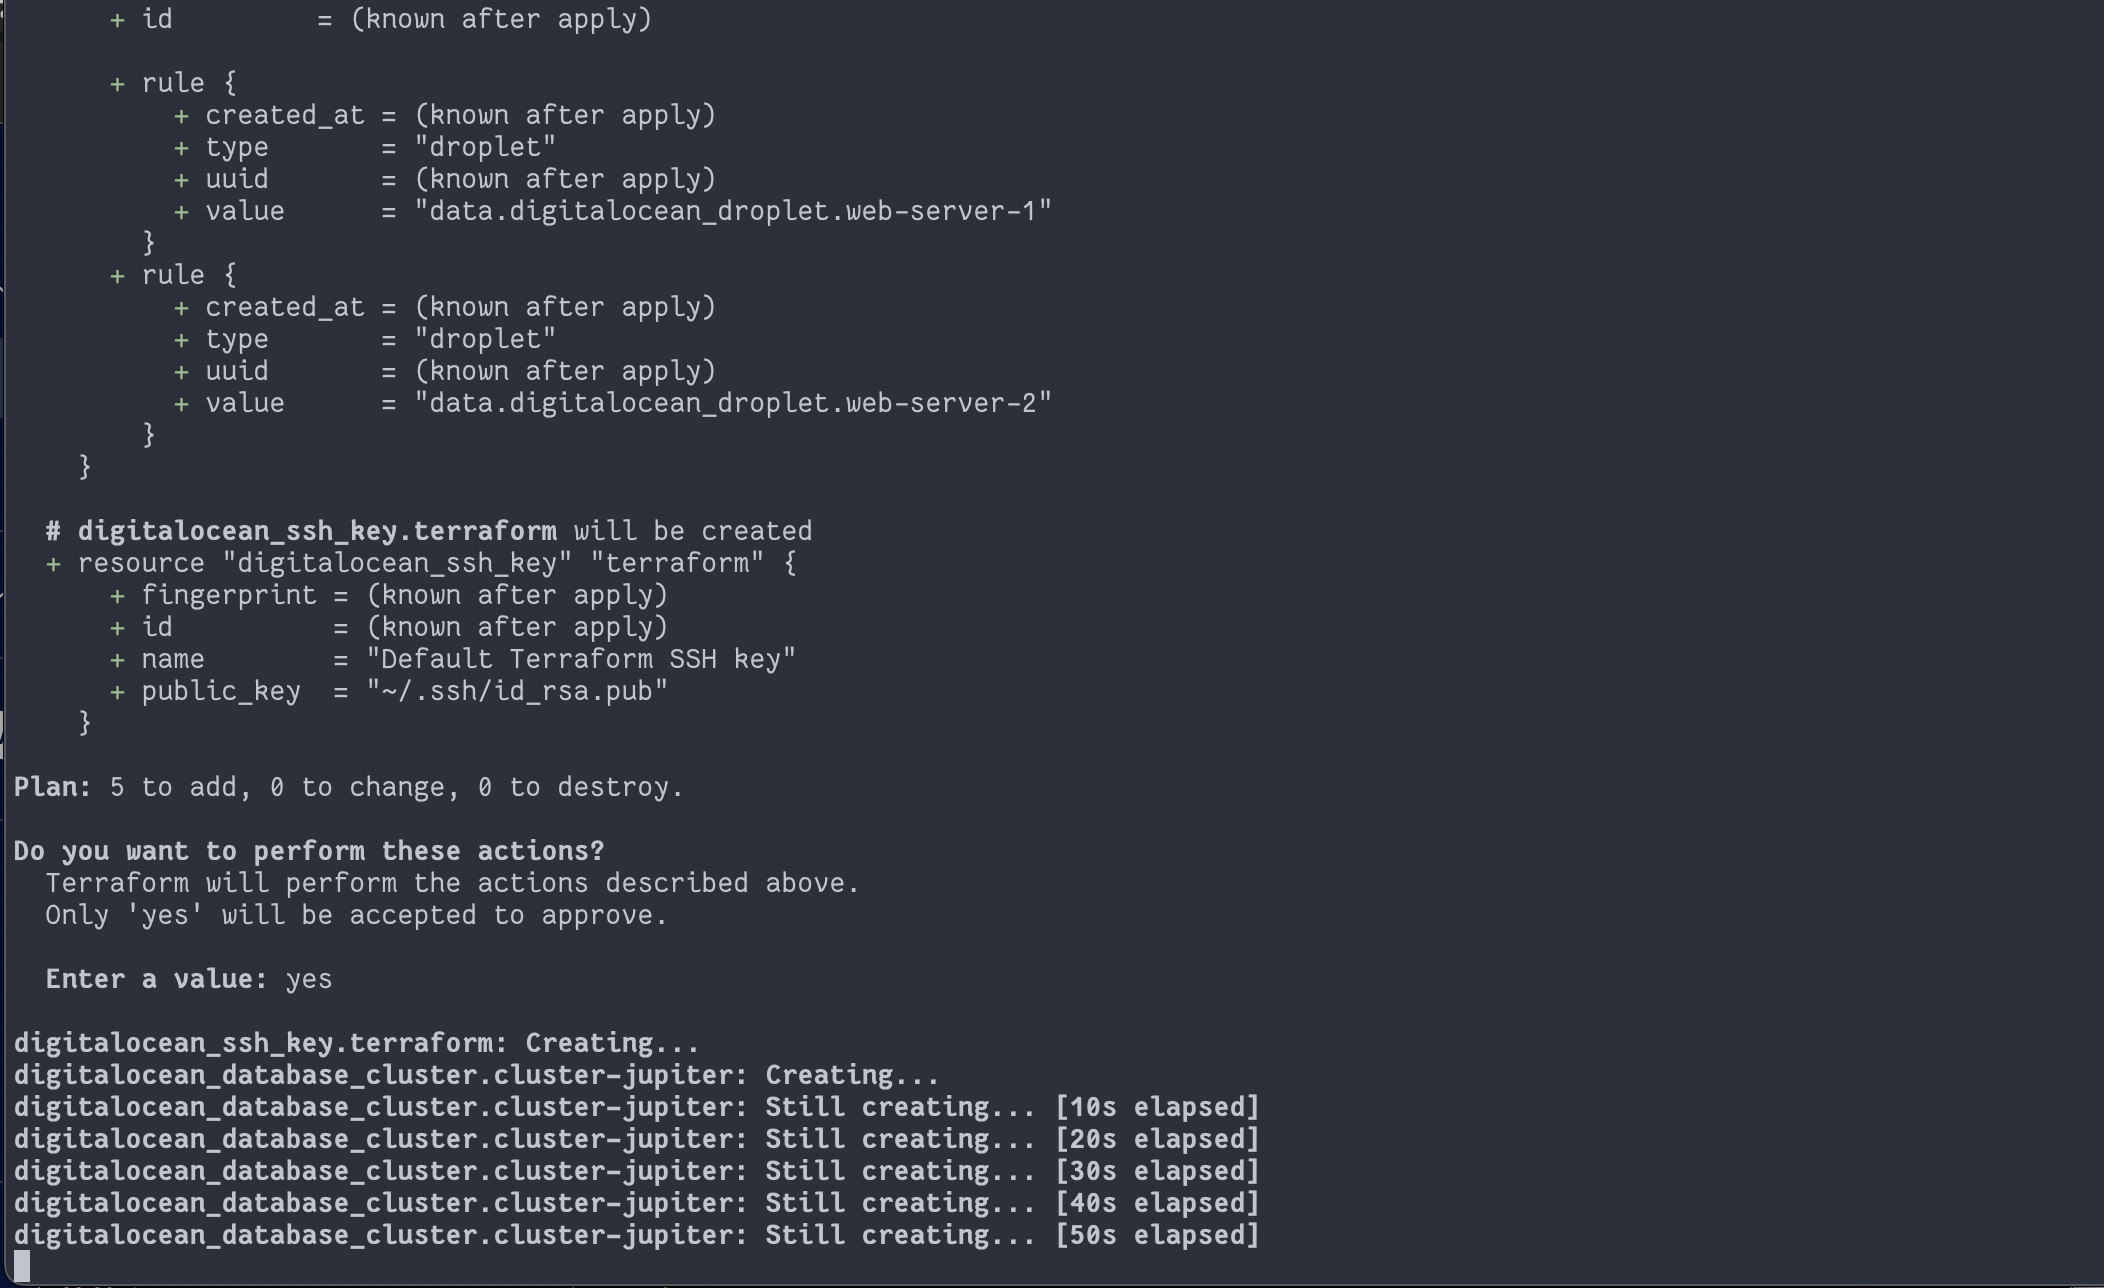 + id         = (known after apply)

      + rule {
          + created_at = (known after apply)
          + type       = "droplet"
          + uuid       = (known after apply)
          + value      = "data.digitalocean_droplet.web-server-1"
        }
      + rule {
          + created_at = (known after apply)
          + type       = "droplet"
          + uuid       = (known after apply)
          + value      = "data.digitalocean_droplet.web-server-2"
        }
    }

  # digitalocean_ssh_key.terraform will be created
  + resource "digitalocean_ssh_key" "terraform" {
      + fingerprint = (known after apply)
      + id          = (known after apply)
      + name        = "Default Terraform SSH key"
      + public_key  = "~/.ssh/id_rsa.pub"
    }

Plan: 5 to add, 0 to change, 0 to destroy.

Do you want to perform these actions?
  Terraform will perform the actions described above.
  Only 'yes' will be accepted to approve.

  Enter a value: yes

digitalocean_ssh_key.terraform: Creating...
digitalocean_database_cluster.cluster-jupiter: Creating...
digitalocean_database_cluster.cluster-jupiter: Still creating... [10s elapsed]
digitalocean_database_cluster.cluster-jupiter: Still creating... [20s elapsed]
digitalocean_database_cluster.cluster-jupiter: Still creating... [30s elapsed]
digitalocean_database_cluster.cluster-jupiter: Still creating... [40s elapsed]
digitalocean_database_cluster.cluster-jupiter: Still creating... [50s elapsed]